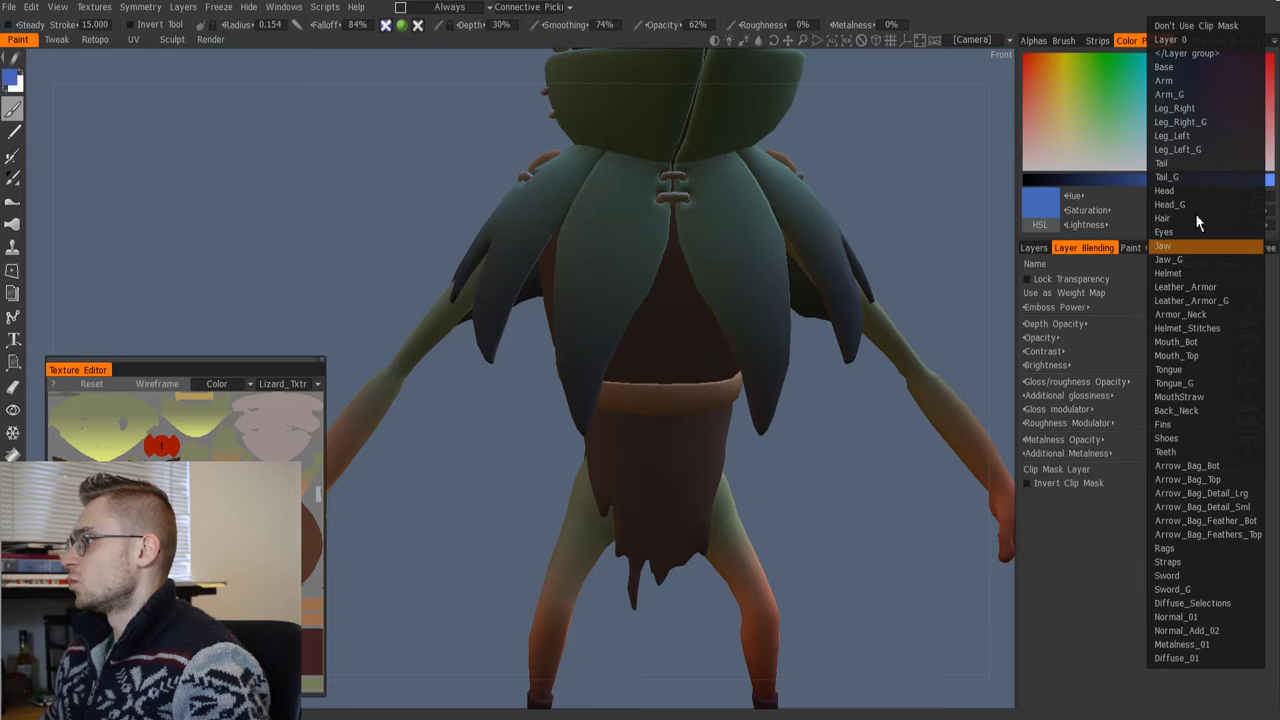 File Edit View Textures Symmetry Layers Freeze Hide Windows Scripts Help Always Connective Picki
Steady Stroke 15,000 Invert Tool Radius 0.154 Falloff 84% Depth 30% Smoothing 74% Opacity 62% Roughness 0% Metalness 0%
Paint Tweak Retopo UV Sculpt Render [Camera]
Front
Alphas Brush Strips Color P
Hue
Saturation
Lightness
HSL
Layers Layer Blending Paint
Name
Lock Transparency
Use as Weight Map
Emboss Power
Depth Opacity
Opacity
Contrast
Brightness
Gloss/roughness Opacity
Additional glossiness
Gloss modulator
Roughness Modulator
Metalness Opacity
Additional Metalness
Clip Mask Layer
Invert Clip Mask
Don't Use Clip Mask
Layer 0
</Layer group>
Base
Arm
Arm_G
Leg_Right
Leg_Right_G
Leg_Left
Leg_Left_G
Tail
Tail_G
Head
Head_G
Hair
Eyes
Jaw
Jaw_G
Helmet
Leather_Armor
Leather_Armor_G
Armor_Neck
Helmet_Stitches
Mouth_Bot
Mouth_Top
Tongue
Tongue_G
MouthStraw
Back_Neck
Fins
Shoes
Teeth
Arrow_Bag_Bot
Arrow_Bag_Top
Arrow_Bag_Detail_Lrg
Arrow_Bag_Detail_Sml
Arrow_Bag_Feather_Bot
Arrow_Bag_Feathers_Top
Rags
Straps
Sword
Sword_G
Diffuse_Selections
Normal_01
Normal_Add_02
Metalness_01
Diffuse_01
Texture Editor
? Reset Wireframe Color Lizard_Txtr